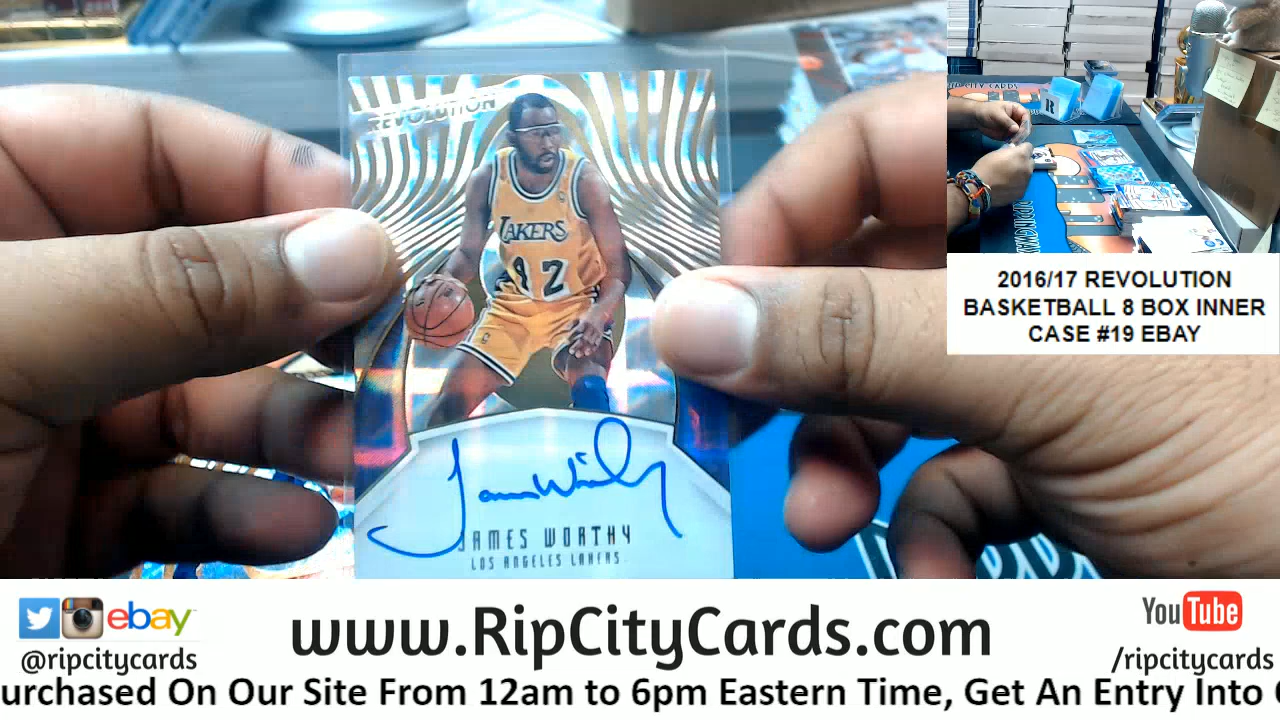 REVOLUTION
LAKERS
42
James Worthy
JAMES WORTHY
LOS ANGELES LAKERS
2016/17 REVOLUTION
BASKETBALL 8 BOX INNER
CASE #19 EBAY
ebay
@ripcitycards
www.RipCityCards.com
YouTube
/ripcitycards
urchased On Our Site From 12am to 6pm Eastern Time, Get An Entry Into